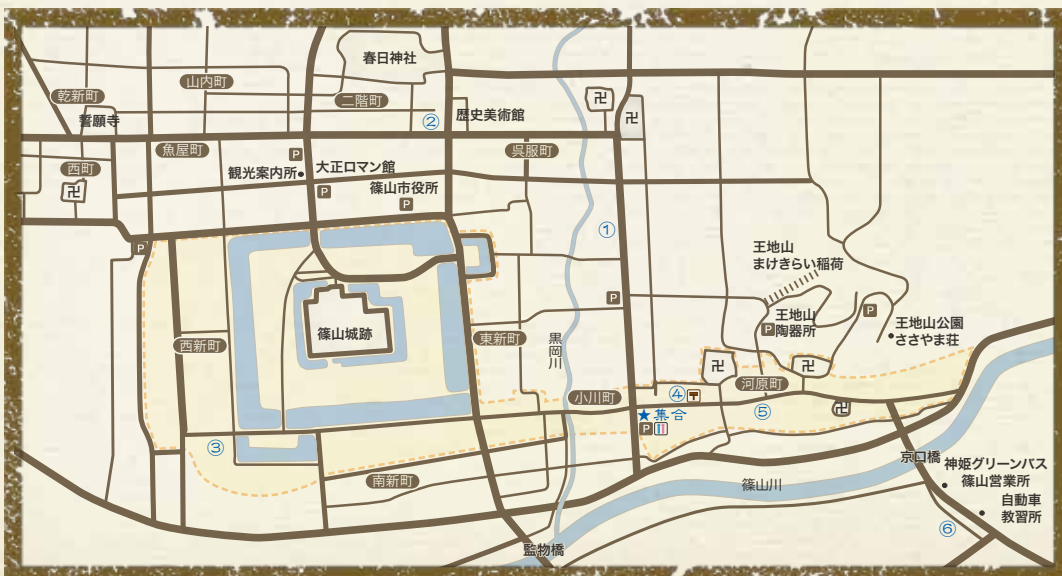 春日神社
山内町
乾新町
二階町
卍
誓願寺
②
歴史美術館
卍
魚屋町
呉服町
P
大正ロマン館
観光案内所
西町
卍
P
篠山市役所
P
①
P
王地山
まけきらい稲荷
P
P
王地山
陶器所
P
王地山公園
ささやま荘
篠山城跡
西新町
東新町
黒岡川
卍
卍
河原町
小川町
④〒
⑤
卍
★集合
P
③
南新町
篠山川
京口橋
神姫グリーンバス
篠山営業所
自動車
教習所
⑥
監物橋